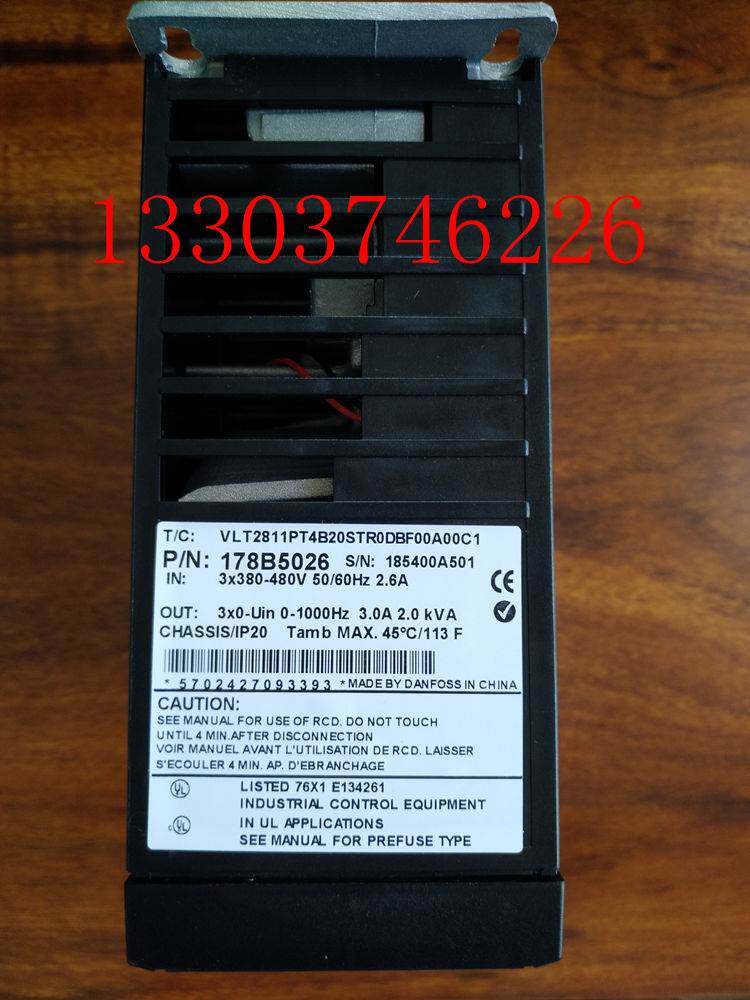 13303746226
T/C: VLT2811PT4B20STR0DBF00A00C1
P/N: 178B5026 S/N: 185400A501
IN: 3x380-480V 50/60Hz 2.6A
CE
OUT: 3x0-Uin 0-1000Hz 3.0A 2.0 kVA
CHASSIS/IP20 Tamb MAX. 45°C/113 F
* 5702427093393 * MADE BY DANFOSS IN CHINA
CAUTION:
SEE MANUAL FOR USE OF RCD. DO NOT TOUCH
UNTIL 4 MIN.AFTER DISCONNECTION
VOIR MANUEL AVANT L'UTILISATION DE RCD. LAISSER
S'ECOULER 4 MIN. AP. D'EBRANCHAGE
UL LISTED 76X1 E134261
INDUSTRIAL CONTROL EQUIPMENT
c UL IN UL APPLICATIONS
SEE MANUAL FOR PREFUSE TYPE